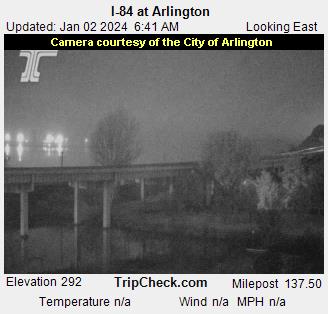 I-84 at Arlington
Updated: Jan 02 2024 6:41 AM Looking East
Camera courtesy of the City of Arlington
Elevation 292 TripCheck.com Milepost 137.50
Temperature n/a Wind n/a MPH n/a